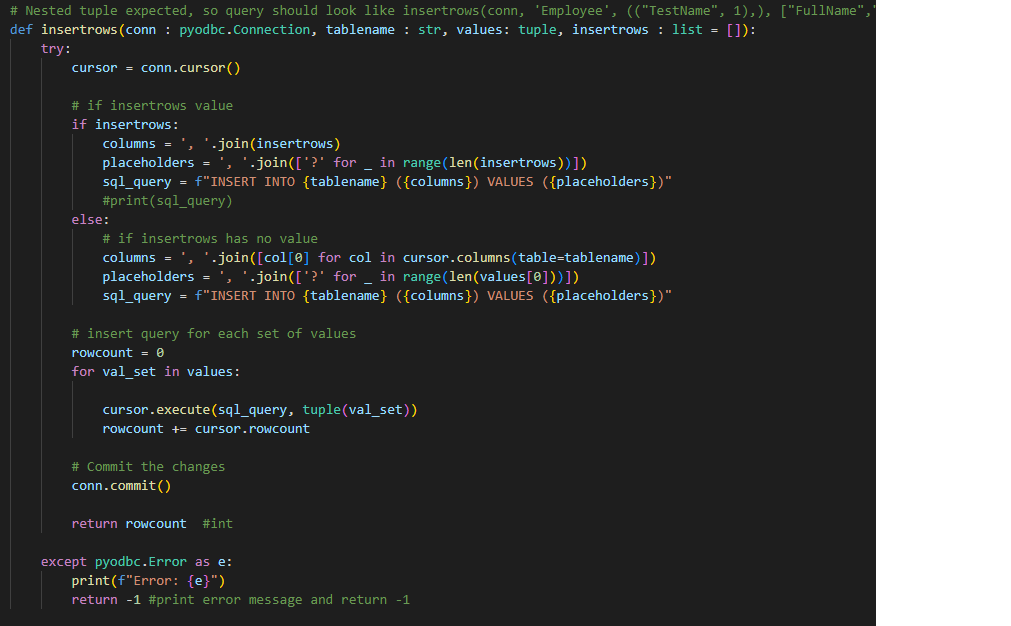 # Nested tuple expected, so query should look like insertrows(conn, 'Employee', (("TestName", 1),), ["FullName",
def insertrows(conn : pyodbc.Connection, tablename : str, values: tuple, insertrows : list = []):
try:
cursor = conn.cursor()
# if insertrows value
if insertrows:
columns = ', '.join(insertrows)
placeholders = ', '.join(['?' for _ in range(len(insertrows))])
sql_query = f"INSERT INTO {tablename} ({columns}) VALUES ({placeholders})"
#print(sql_query)
else:
# if insertrows has no value
columns = ', '.join([col[0] for col in cursor.columns(table=tablename)])
placeholders = ', '.join(['?' for _ in range(len(values[0]))])
sql_query = f"INSERT INTO {tablename} ({columns}) VALUES ({placeholders})"
# insert query for each set of values
rowcount = 0
for val_set in values:
cursor.execute(sql_query, tuple(val_set))
rowcount += cursor.rowcount
# Commit the changes
conn.commit()
return rowcount  #int
except pyodbc.Error as e:
print(f"Error: {e}")
return -1 #print error message and return -1